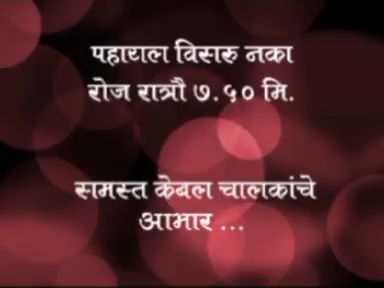 पहायला विसरु नका
रोज रात्रौ ७.५० मि.
समस्त केबल चालकांचे
आभार ...